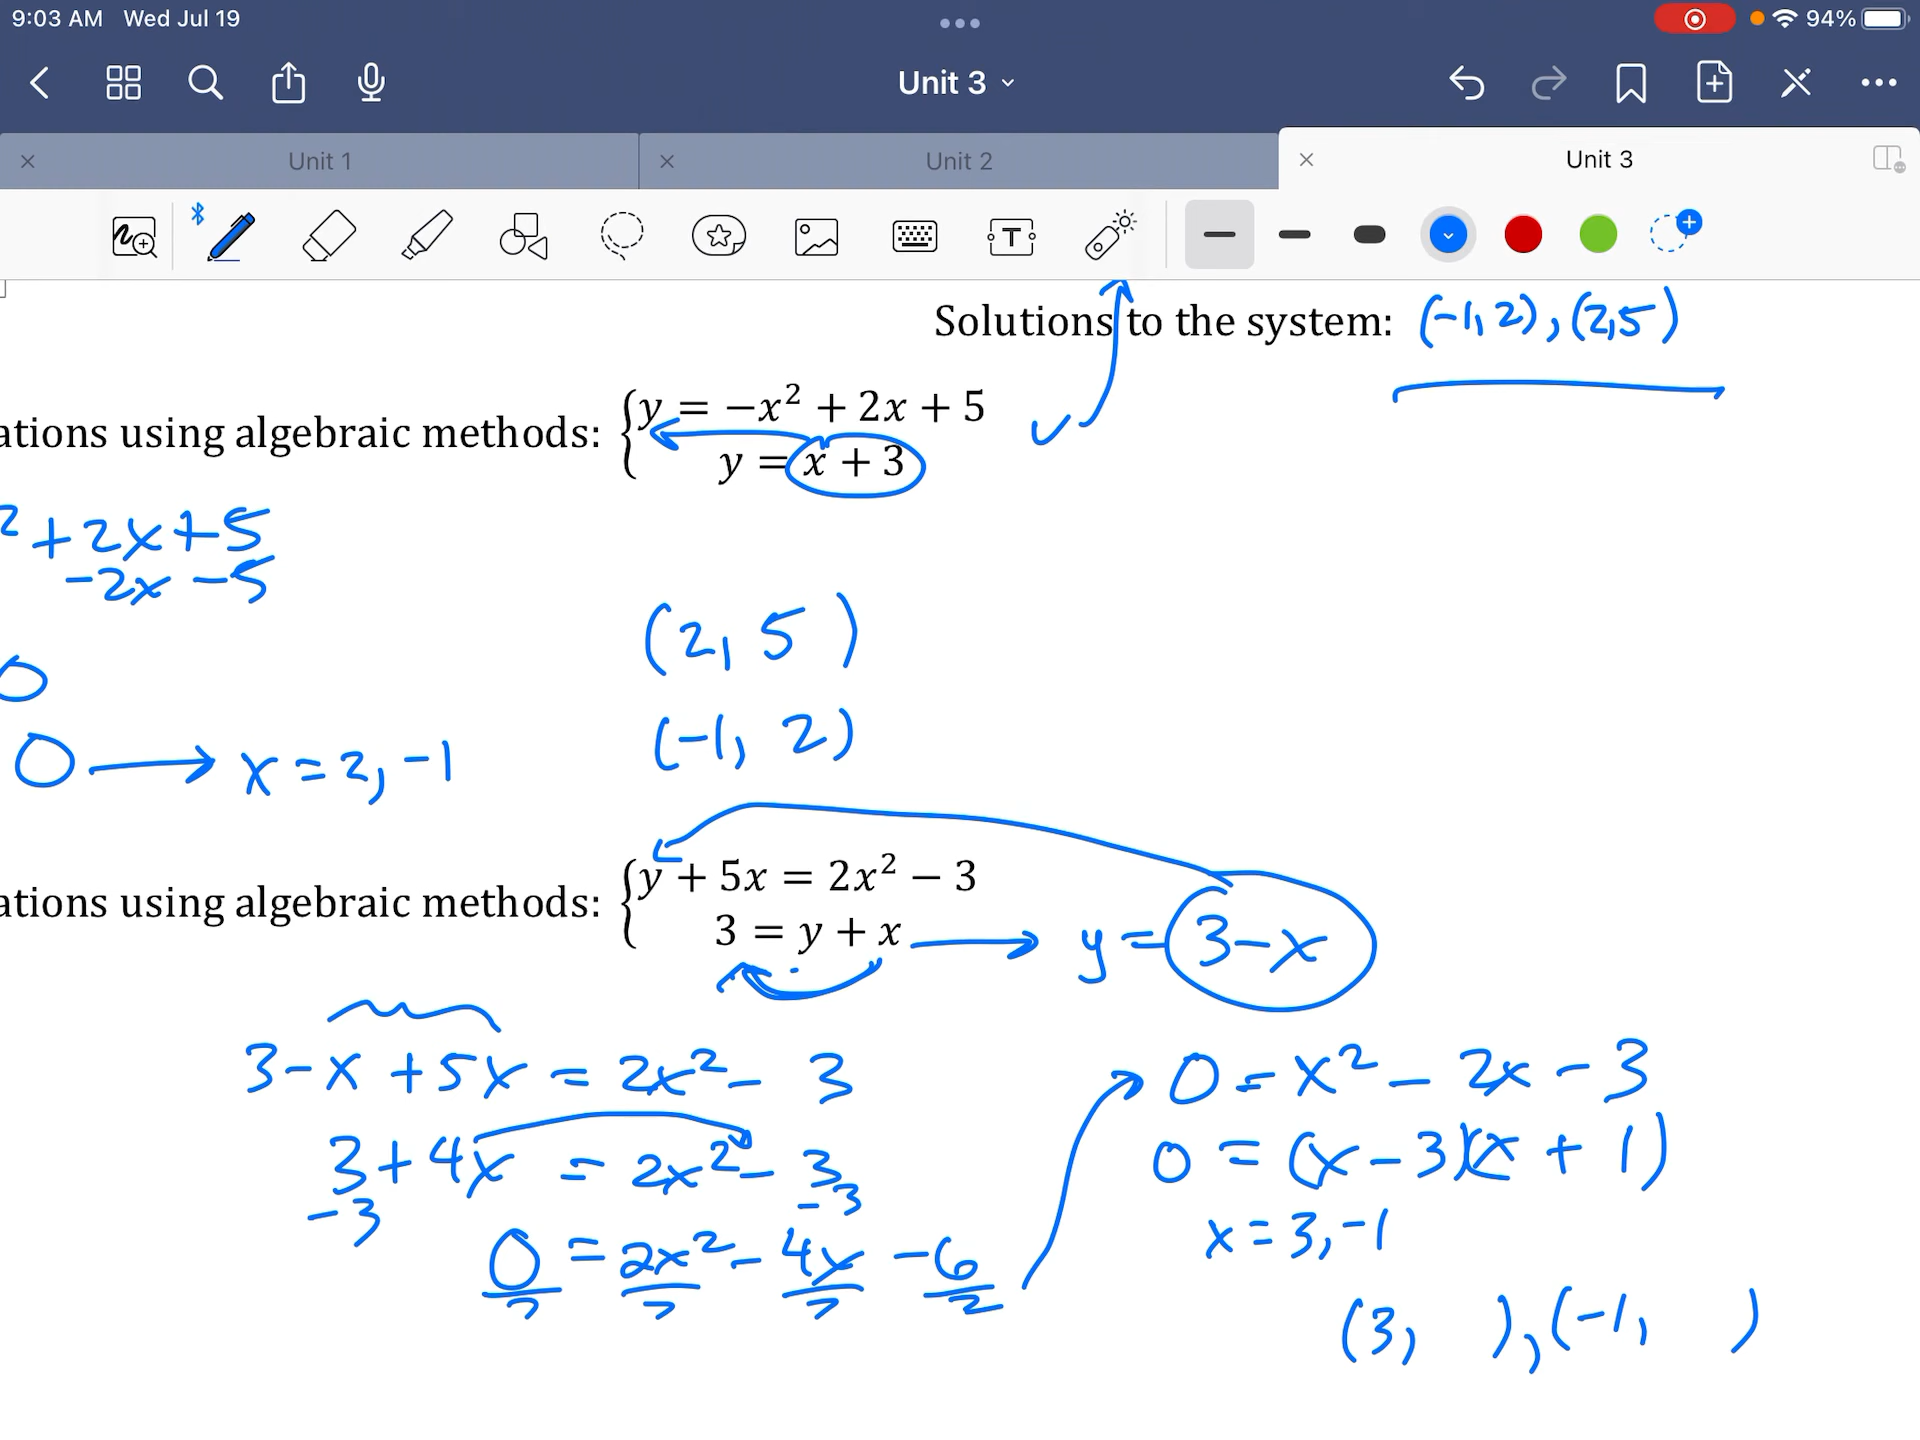 9:03 AM Wed Jul 19
94%
Unit 3
Unit 1
Unit 2
Unit 3
Solutions to the system: (-1, 2), (2, 5)
ations using algebraic methods: {y = −x² + 2x + 5
y = x + 3
² + 2x + 5
- 2x - 5
(2, 5)
0
(-1, 2)
0 → x = 2, -1
ations using algebraic methods: {y + 5x = 2x² − 3
3 = y + x → y = 3 - x
3 - x + 5x = 2x² - 3
3 + 4x = 2x² - 3
-3 -3
0 = 2x² - 4x - 6
2 2 2 2
0 = x² - 2x - 3
0 = (x - 3)(x + 1)
x = 3, -1
(3, ), (-1, )